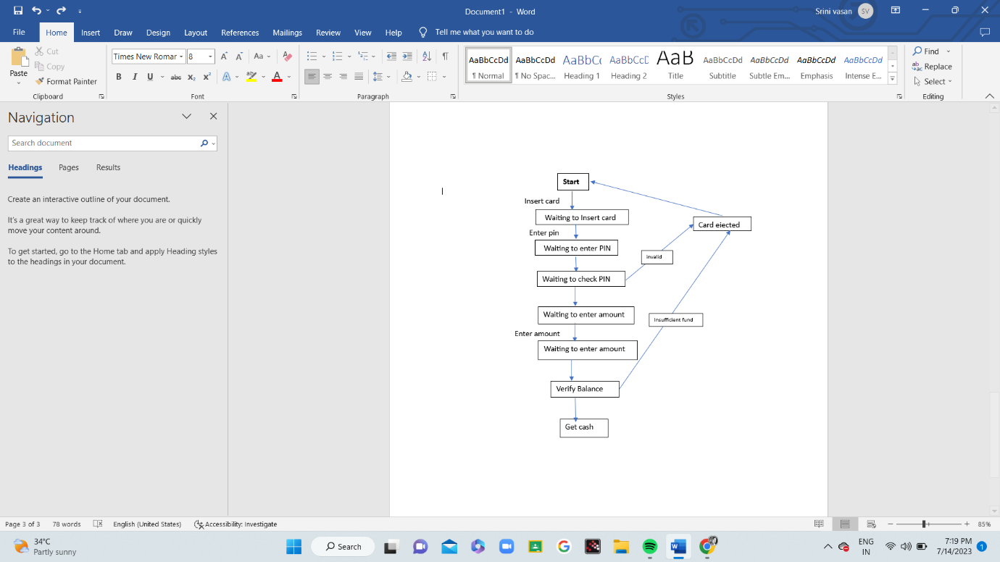 Document1 - Word
Srini vasan
SV
File
Home
Insert
Draw
Design
Layout
References
Mailings
Review
View
Help
Tell me what you want to do
Paste
Cut
Copy
Format Painter
Clipboard
Times New Romar
8
A A Aa A
B I U abc x₂ x² A ab A
Font
Paragraph
AaBbCcDd
¶ Normal
AaBbCcDd
¶ No Spac...
AaBbC
Heading 1
AaBbCcE
Heading 2
AaB
Title
AaBbCcDd
Subtitle
AaBbCcDd
Subtle Em...
AaBbCcDd
Emphasis
AaBbCcDd
Intense E...
Styles
Find
Replace
Select
Editing
Navigation
Search document
Headings
Pages
Results
Create an interactive outline of your document.
It's a great way to keep track of where you are or quickly
move your content around.
To get started, go to the Home tab and apply Heading styles
to the headings in your document.
Start
Insert card
Waiting to Insert card
Card eiected
Enter pin
Waiting to enter PIN
invalid
Waiting to check PIN
Waiting to enter amount
Insufficient fund
Enter amount
Waiting to enter amount
Verify Balance
Get cash
Page 3 of 3
78 words
English (United States)
Accessibility: Investigate
85%
34°C
Partly sunny
Search
ENG
IN
7:19 PM
7/14/2023
1